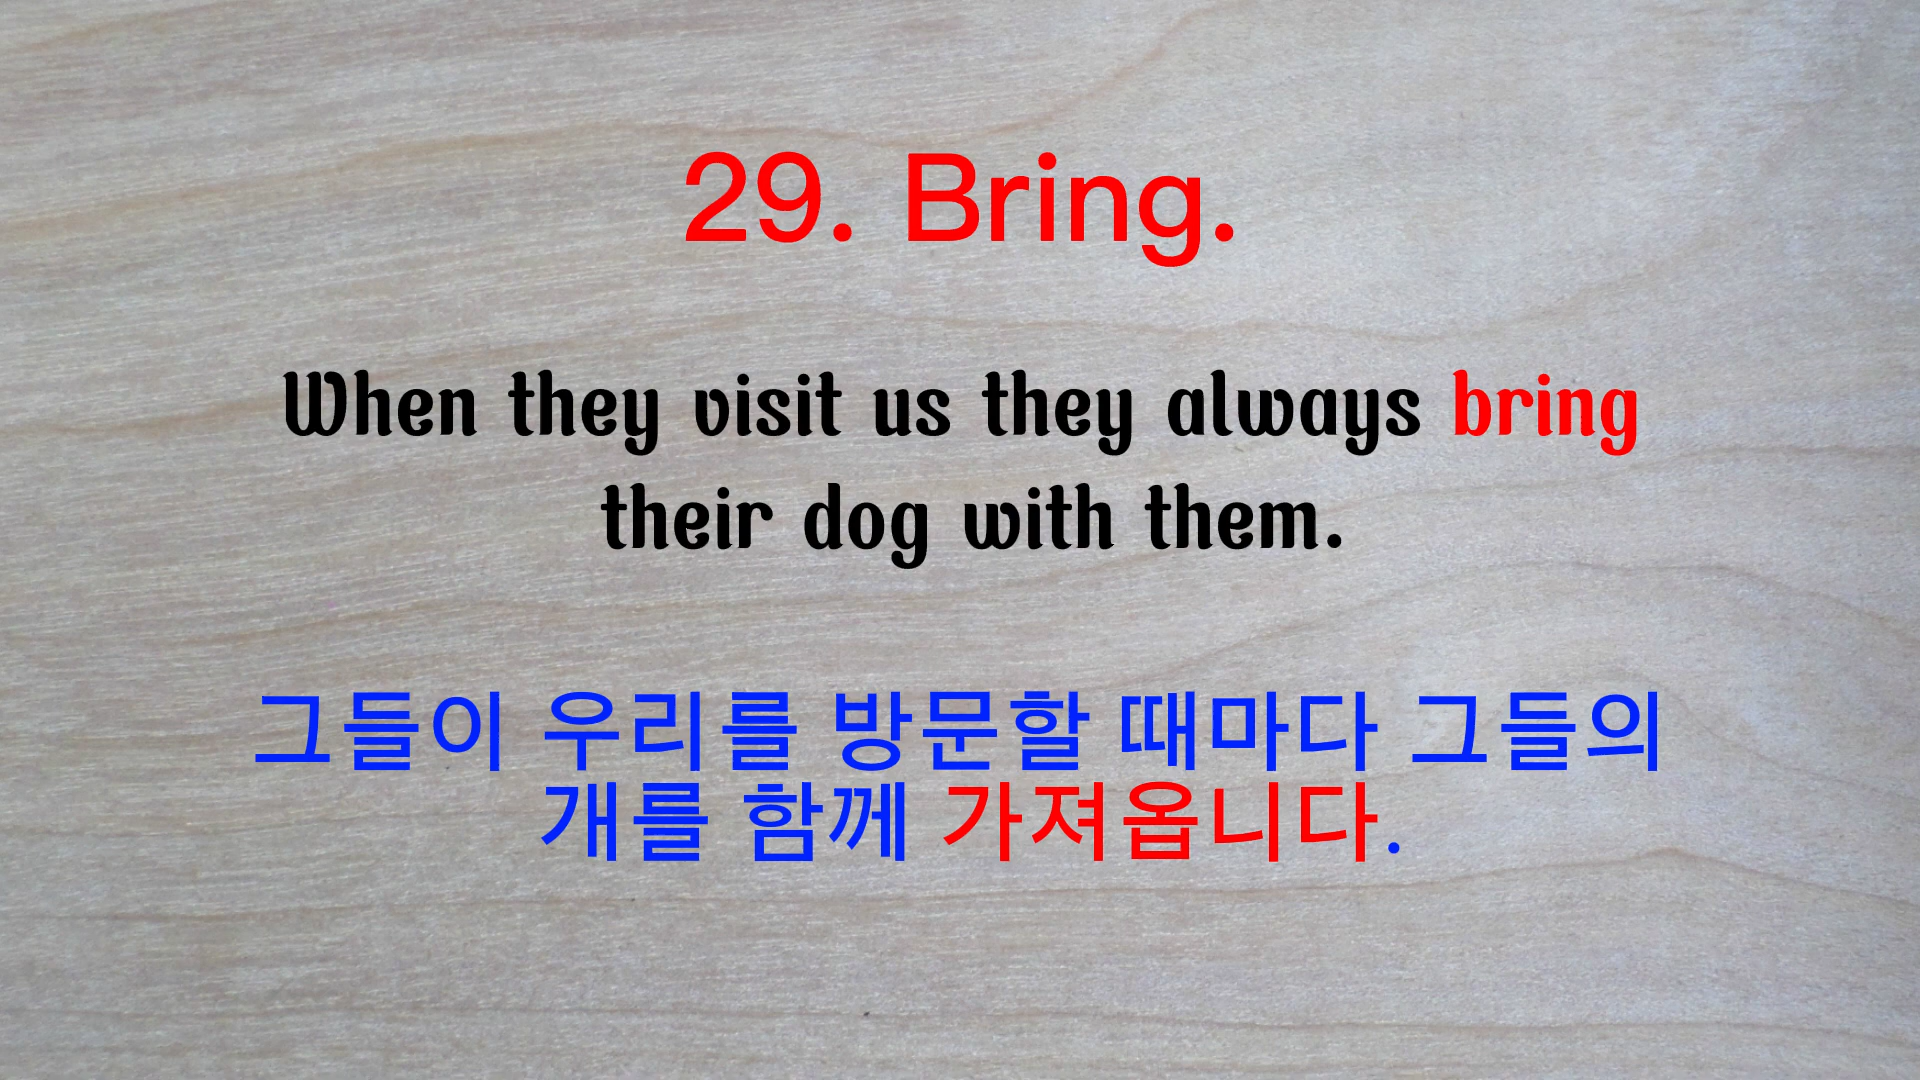 29. Bring.
When they visit us they always bring
their dog with them.
그들이 우리를 방문할 때마다 그들의
개를 함께 가져옵니다.